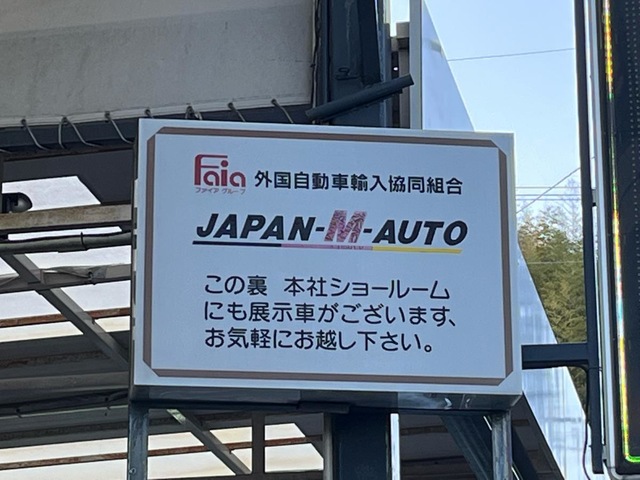 Faia
ファイア グループ
外国自動車輸入協同組合
JAPAN-M-AUTO
この裏 本社ショールーム
にも展示車がございます、
お気軽にお越し下さい。